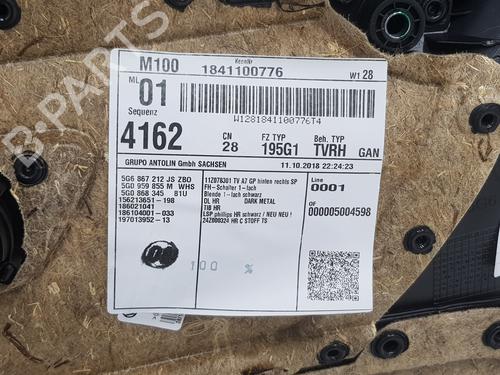 M100
KennNr
1841100776
W1 28
ML
01
Sequenz
4162
W1281841100776T4
CN
28
FZ TYP
195G1
Beh. TYP
TVRH
GAN
GRUPO ANTOLIN GmbH SACHSEN
11.10.2018 22:24:23
5G6 867 212 JS ZBO
5G0 959 855 M WHS
5G0 868 345 81U
156213651-198
186021041
186104001-033
197013952-13
11Z078301 TV A7 GP hinten rechts SP
FH-Schalter 1-fach
Blende 1-fach schwarz
DL HR DARK METAL
TIB HR
LSP phillips HR schwarz / NEU NEU !
24Z000324 HR C STOFF TS
Line
0001
OF
000005004598
100 %
B-PARTS